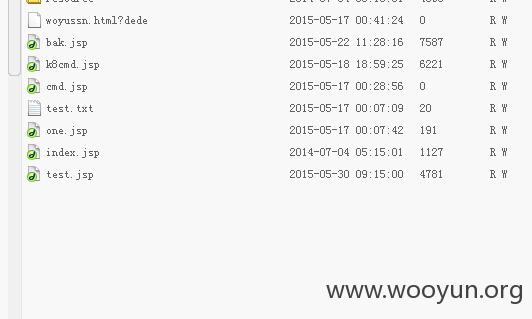 woyussn.html?dede 2015-05-17 00:41:24 0
bak.jsp 2015-05-22 11:28:16 7587 R W
k8cmd.jsp 2015-05-18 18:59:25 6221 R W
cmd.jsp 2015-05-17 00:28:56 0 R W
test.txt 2015-05-17 00:07:09 20 R W
one.jsp 2015-05-17 00:07:42 191 R W
index.jsp 2014-07-04 05:15:01 1127 R W
test.jsp 2015-05-30 09:15:00 4781 R W
www.wooyun.org